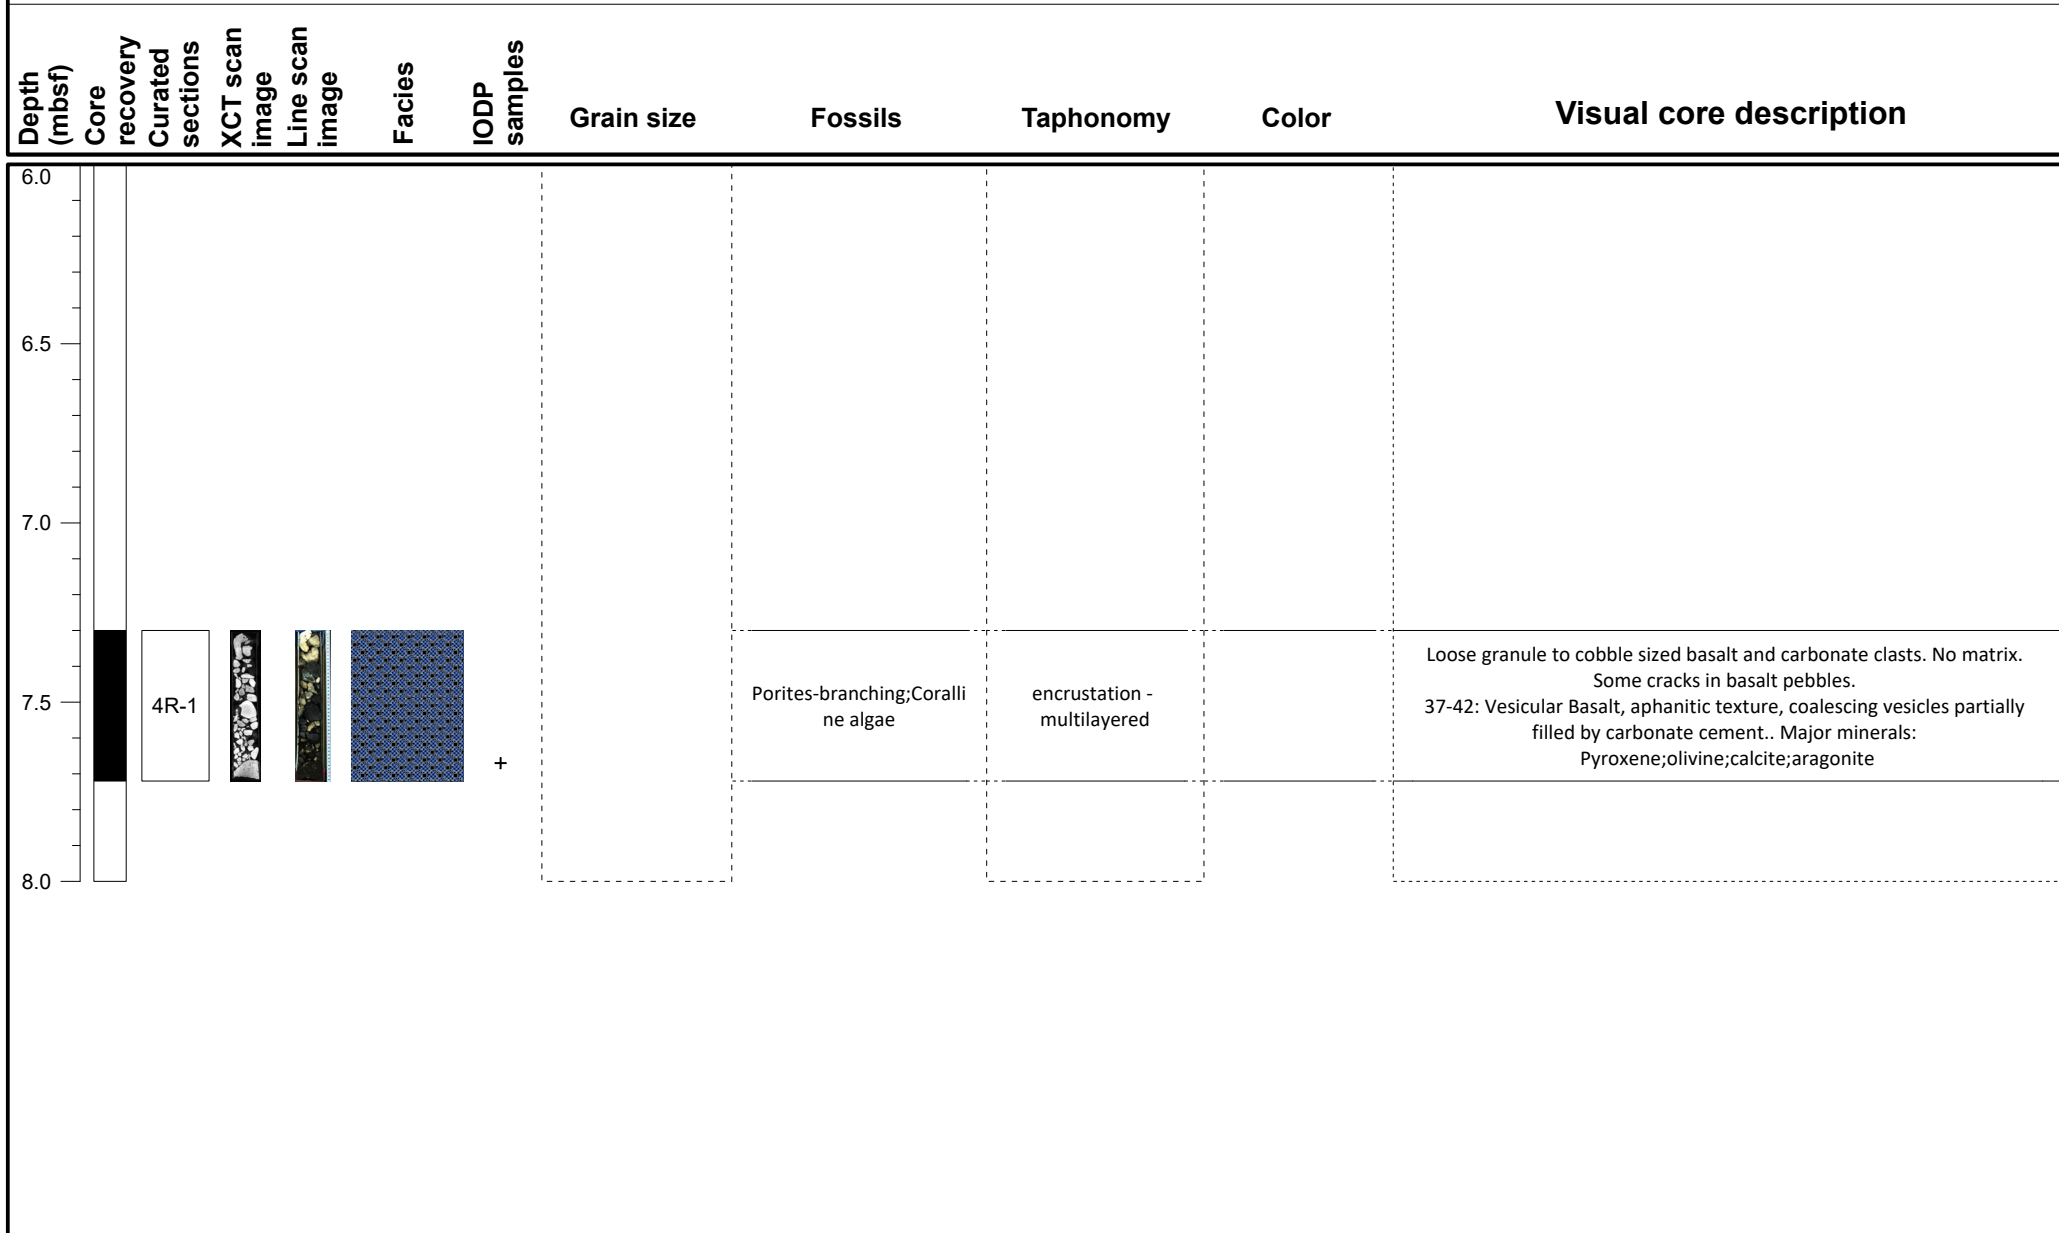 Depth
(mbsf)
Core
recovery
Curated
sections
XCT scan
image
Line scan
image
Facies
IODP
samples
Grain size
Fossils
Taphonomy
Color
Visual core description
6.0
6.5
7.0
7.5
8.0
4R-1
+
Porites-branching;Coralli
ne algae
encrustation -
multilayered
Loose granule to cobble sized basalt and carbonate clasts. No matrix.
Some cracks in basalt pebbles.
37-42: Vesicular Basalt, aphanitic texture, coalescing vesicles partially
filled by carbonate cement.. Major minerals:
Pyroxene;olivine;calcite;aragonite